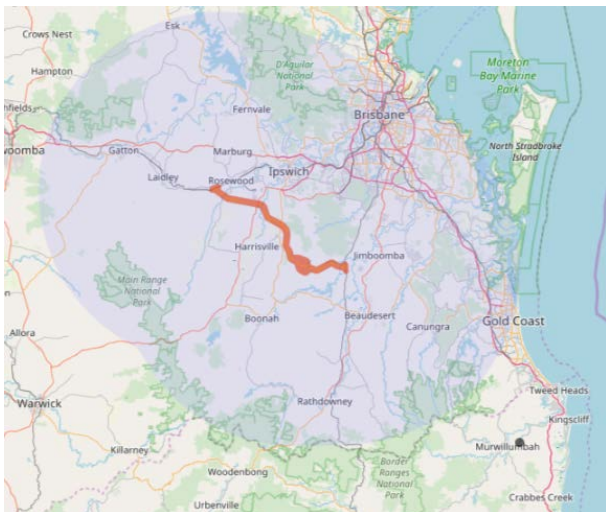 Esk
Crows Nest
D'Aguilar
National
Park
Moreton
Bay Marine
Park
Hampton
hfields
Fernvale
Brisbane
woomba
Gatton
Marburg
North Stradbroke
Island
Laidley
Rosewood
Ipswich
Harrisville
Jimboomba
Main Range
National
Park
Boonah
Beaudesert
Canungra
Gold Coast
Allora
Warwick
Rathdowney
Tweed Heads
Kingscliff
Killarney
Murwillumbah
Woodenbong
Border
Ranges
National
Park
Urbenville
Crabbes Creek